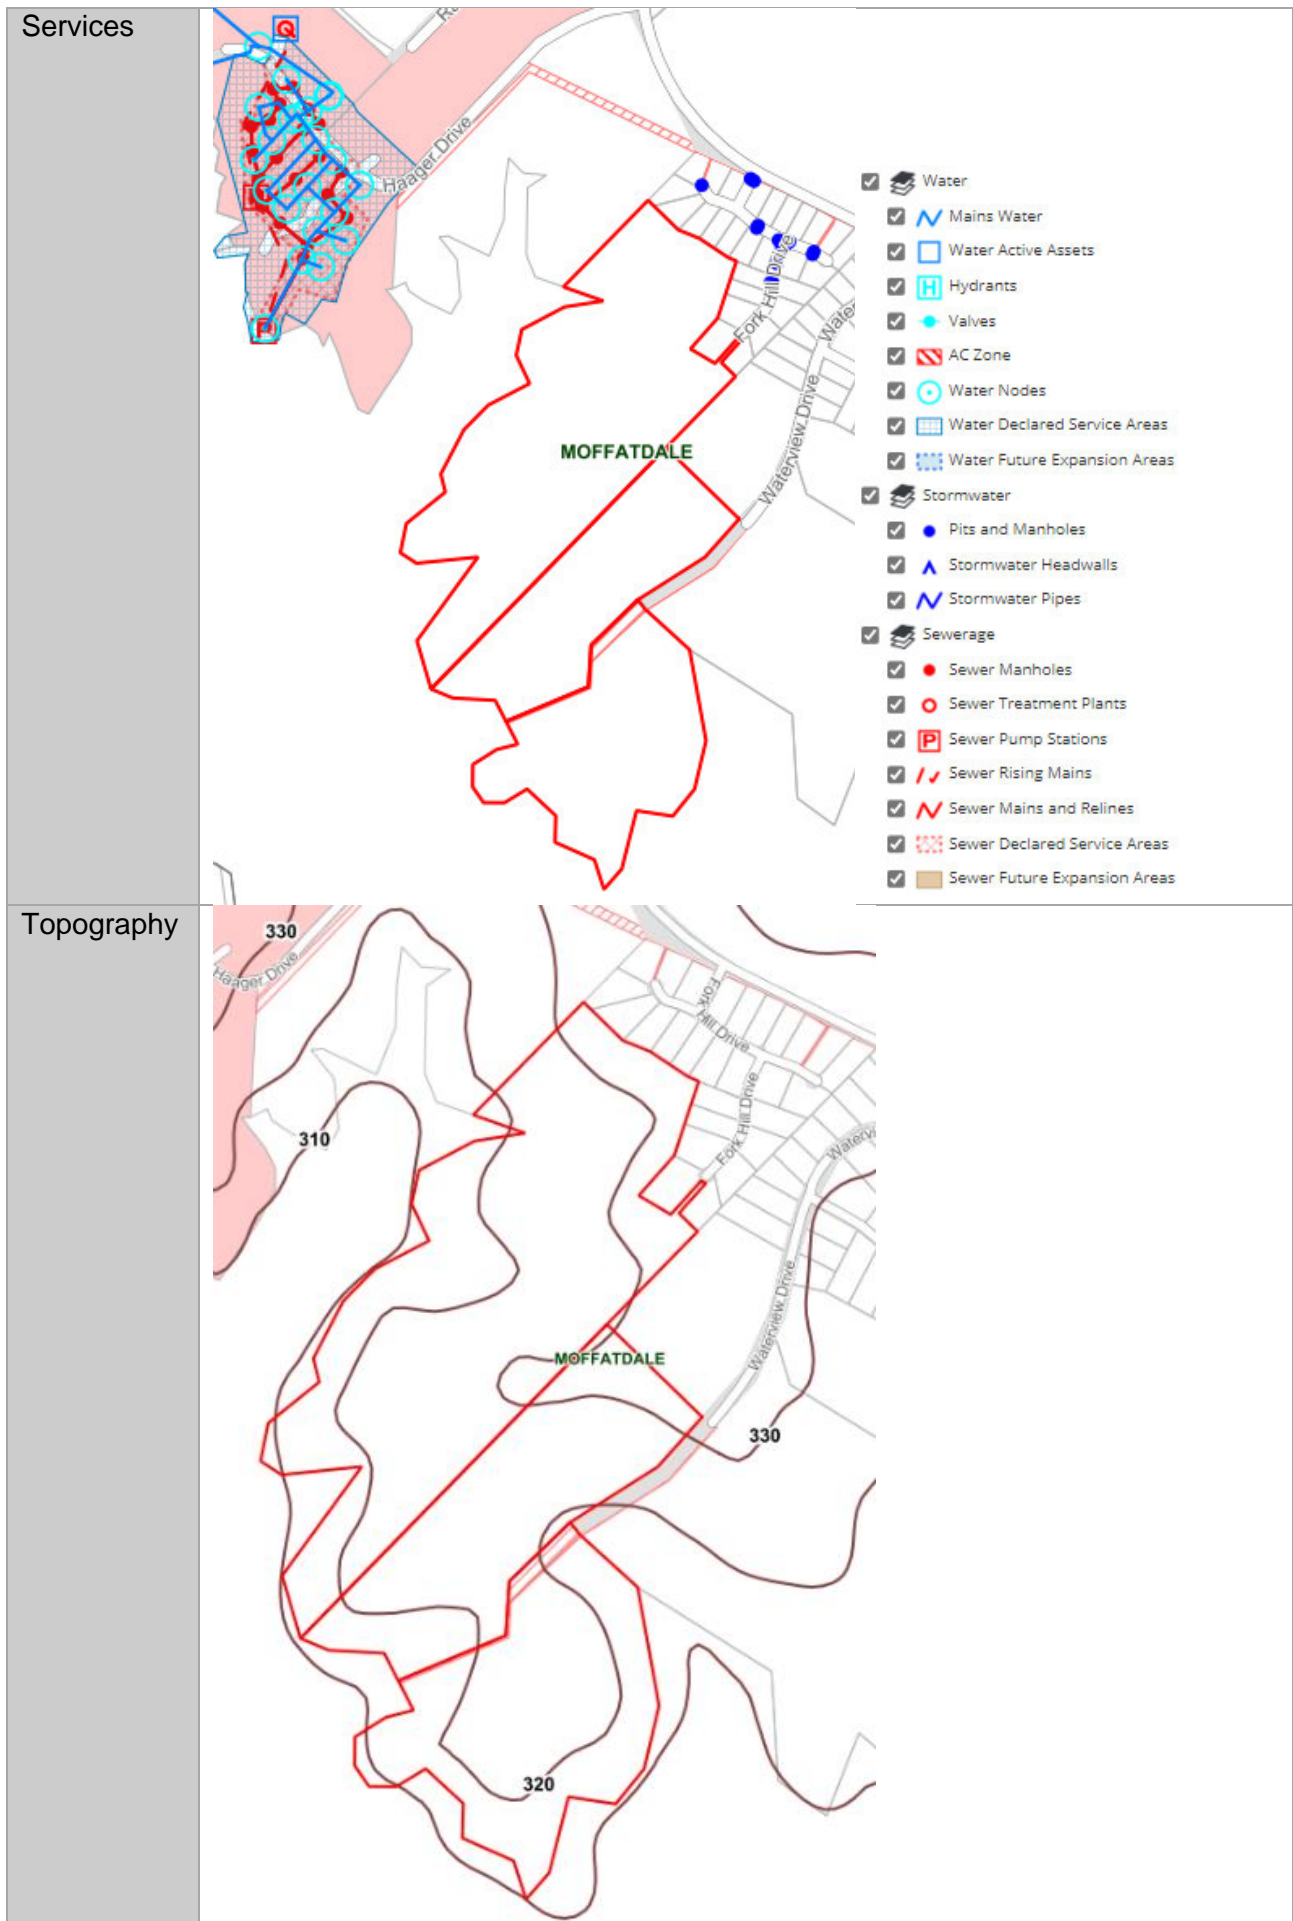 Services
Q
Haager Drive
P
Fork Hill Drive
Waterview Drive
MOFFATDALE
Water
Mains Water
Water Active Assets
H Hydrants
Valves
AC Zone
Water Nodes
Water Declared Service Areas
Water Future Expansion Areas
Stormwater
Pits and Manholes
Stormwater Headwalls
Stormwater Pipes
Sewerage
Sewer Manholes
Sewer Treatment Plants
P Sewer Pump Stations
Sewer Rising Mains
Sewer Mains and Relines
Sewer Declared Service Areas
Sewer Future Expansion Areas
Topography
330
Haager Drive
Fork Hill Drive
310
Fork Hill Drive
Waterview Drive
MOFFATDALE
330
320